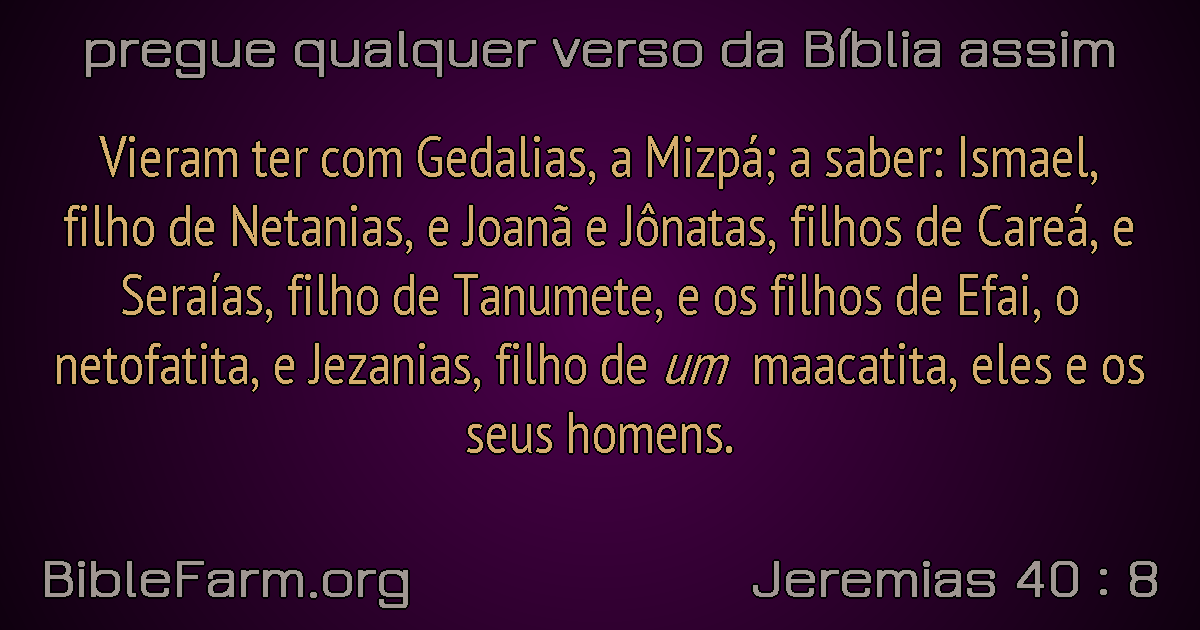 pregue qualquer verso da Bíblia assim
Vieram ter com Gedalias, a Mizpá; a saber: Ismael,
filho de Netanias, e Joanã e Jônatas, filhos de Careá, e
Seraías, filho de Tanumete, e os filhos de Efai, o
netofatita, e Jezanias, filho de um maacatita, eles e os
seus homens.
BibleFarm.org
Jeremias 40 : 8